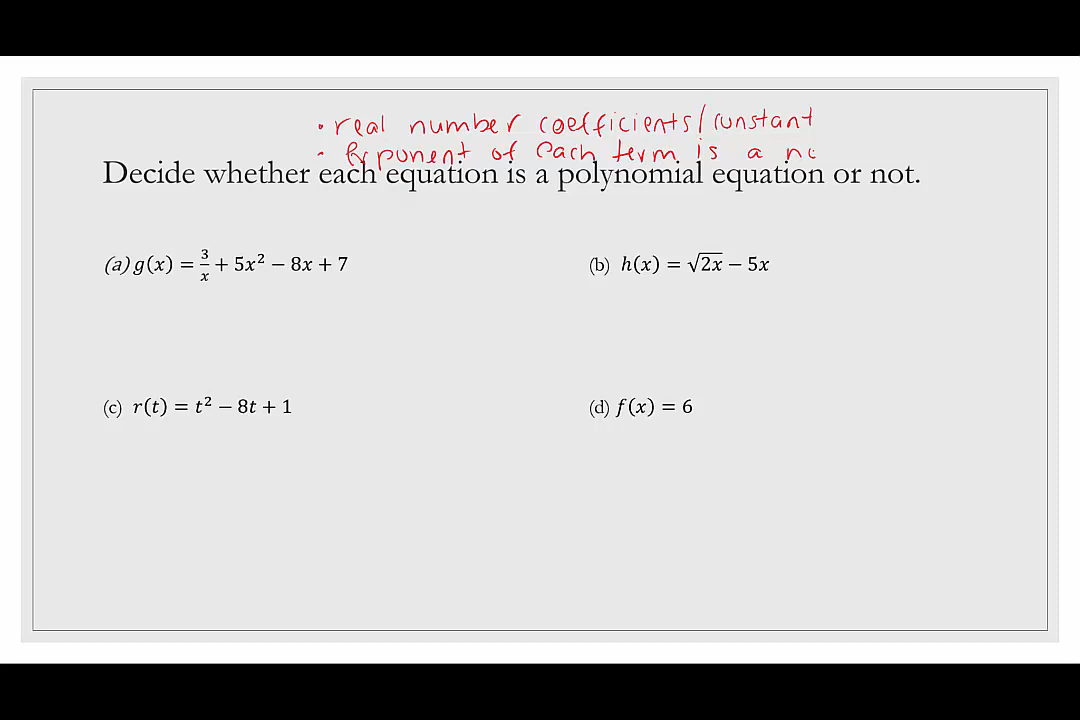 • real number coefficients/constant
• Exponent of each term is a
Decide whether each equation is a polynomial equation or not.
(a) g(x) = 3/x + 5x² − 8x + 7
(b) h(x) = √2x − 5x
(c) r(t) = t² − 8t + 1
(d) f(x) = 6